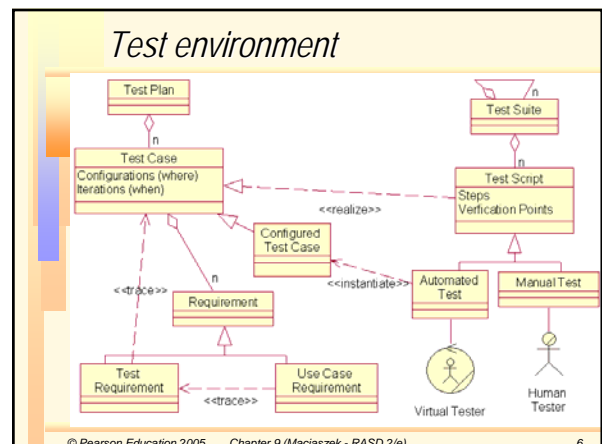 Test environment
Test Plan
n
Test Suite
n
n
Test Case
Configurations (where)
Iterations (when)
n
Test Script
Steps
Verfication Points
<<realize>>
Configured
Test Case
<<trace>>
n
<<instantiate>>
Automated
Test
Manual Test
Requirement
Test
Requirement
Use Case
Requirement
<<trace>>
Virtual Tester
Human
Tester
© Pearson Education 2005 Chapter 9 (Maciaszek - RASD 2/e) 6